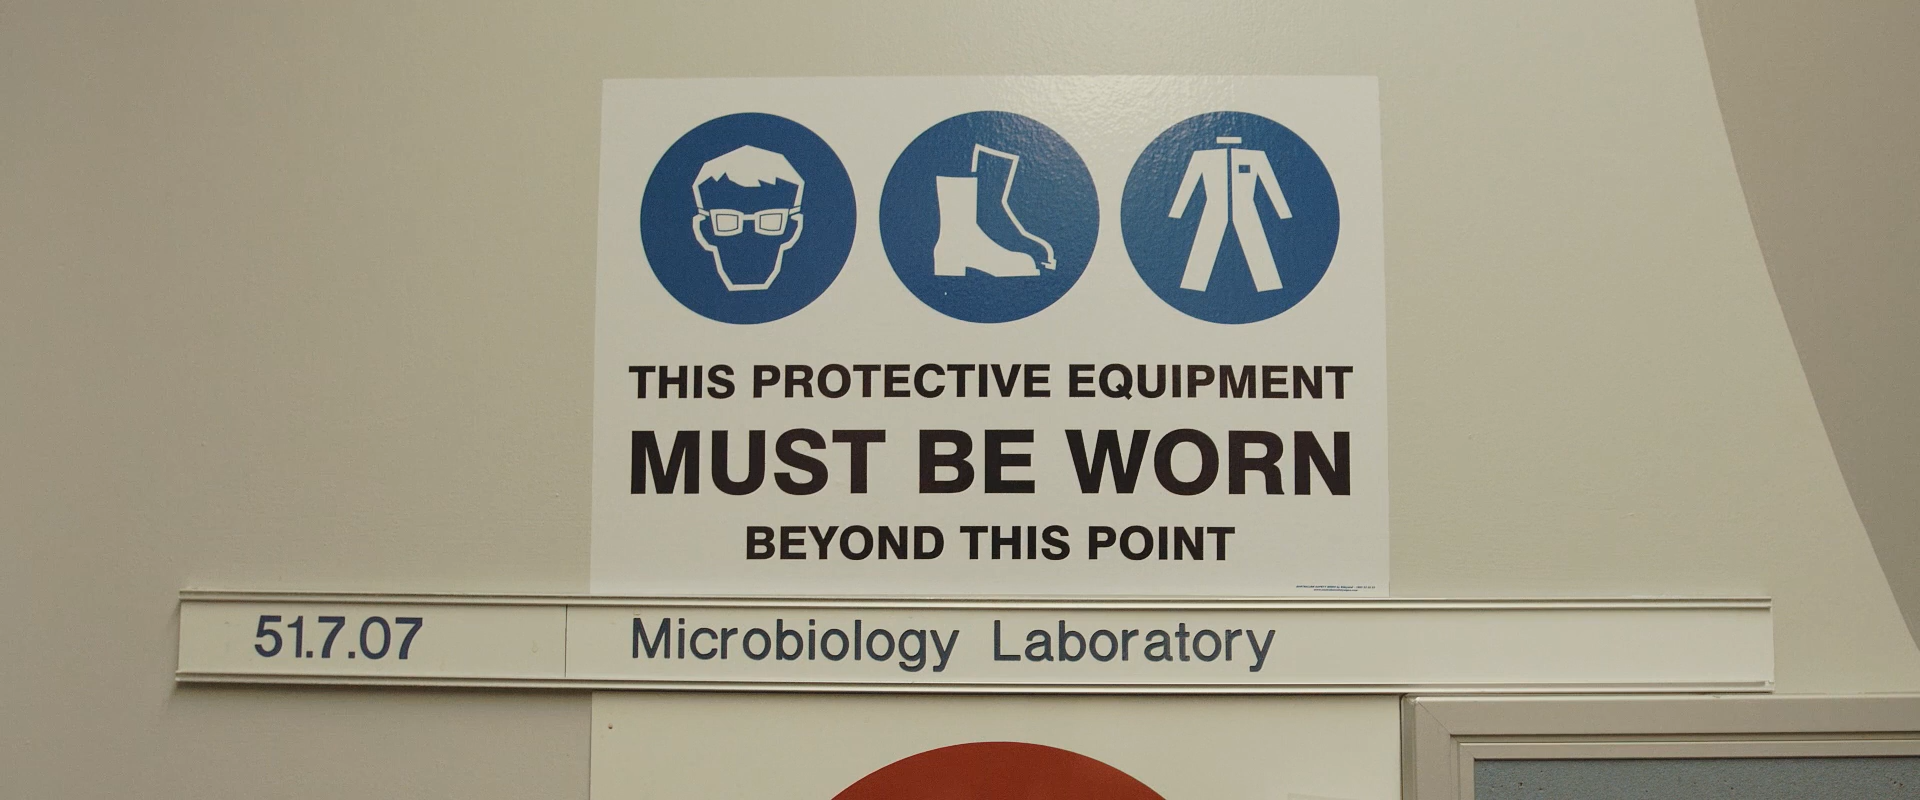 THIS PROTECTIVE EQUIPMENT
MUST BE WORN
BEYOND THIS POINT
51.7.07 Microbiology Laboratory